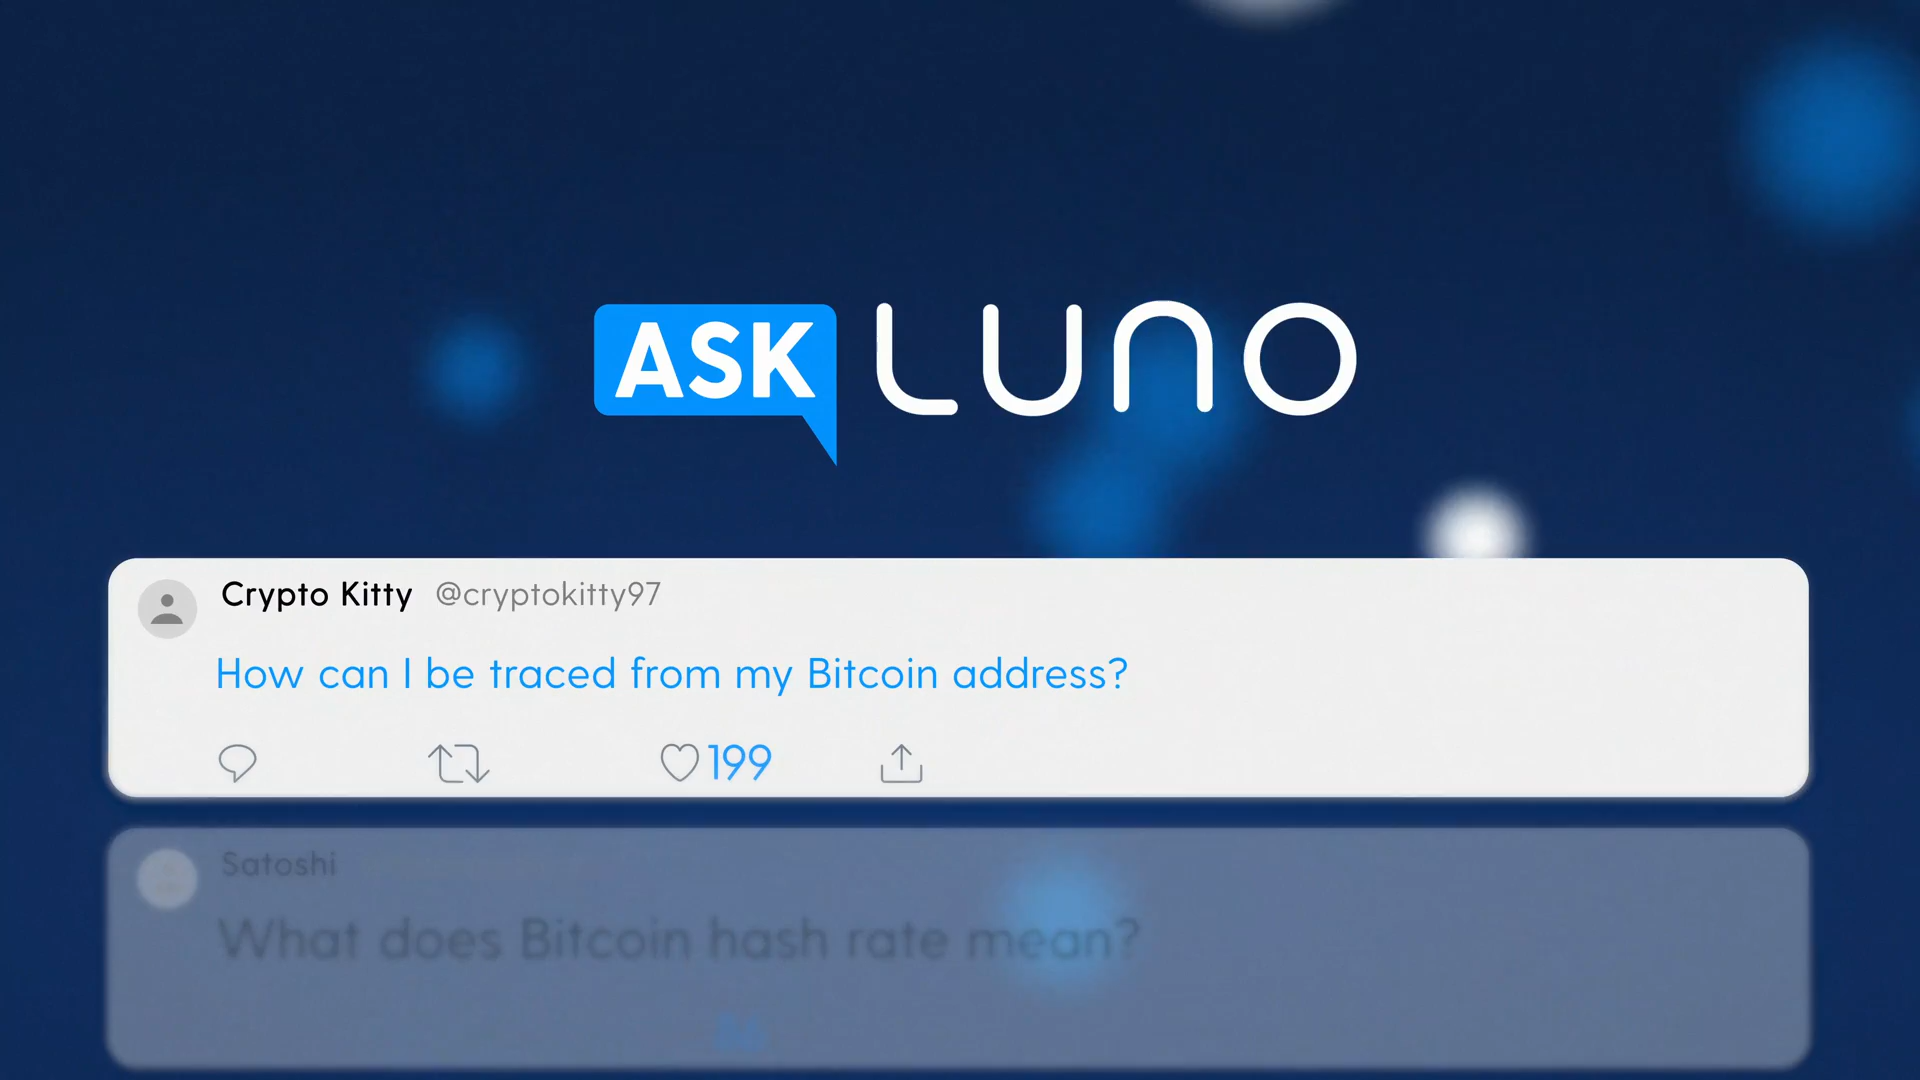 ASK LUNO
Crypto Kitty @cryptokitty97
How can I be traced from my Bitcoin address?
199
Satoshi
What does Bitcoin hash rate mean?